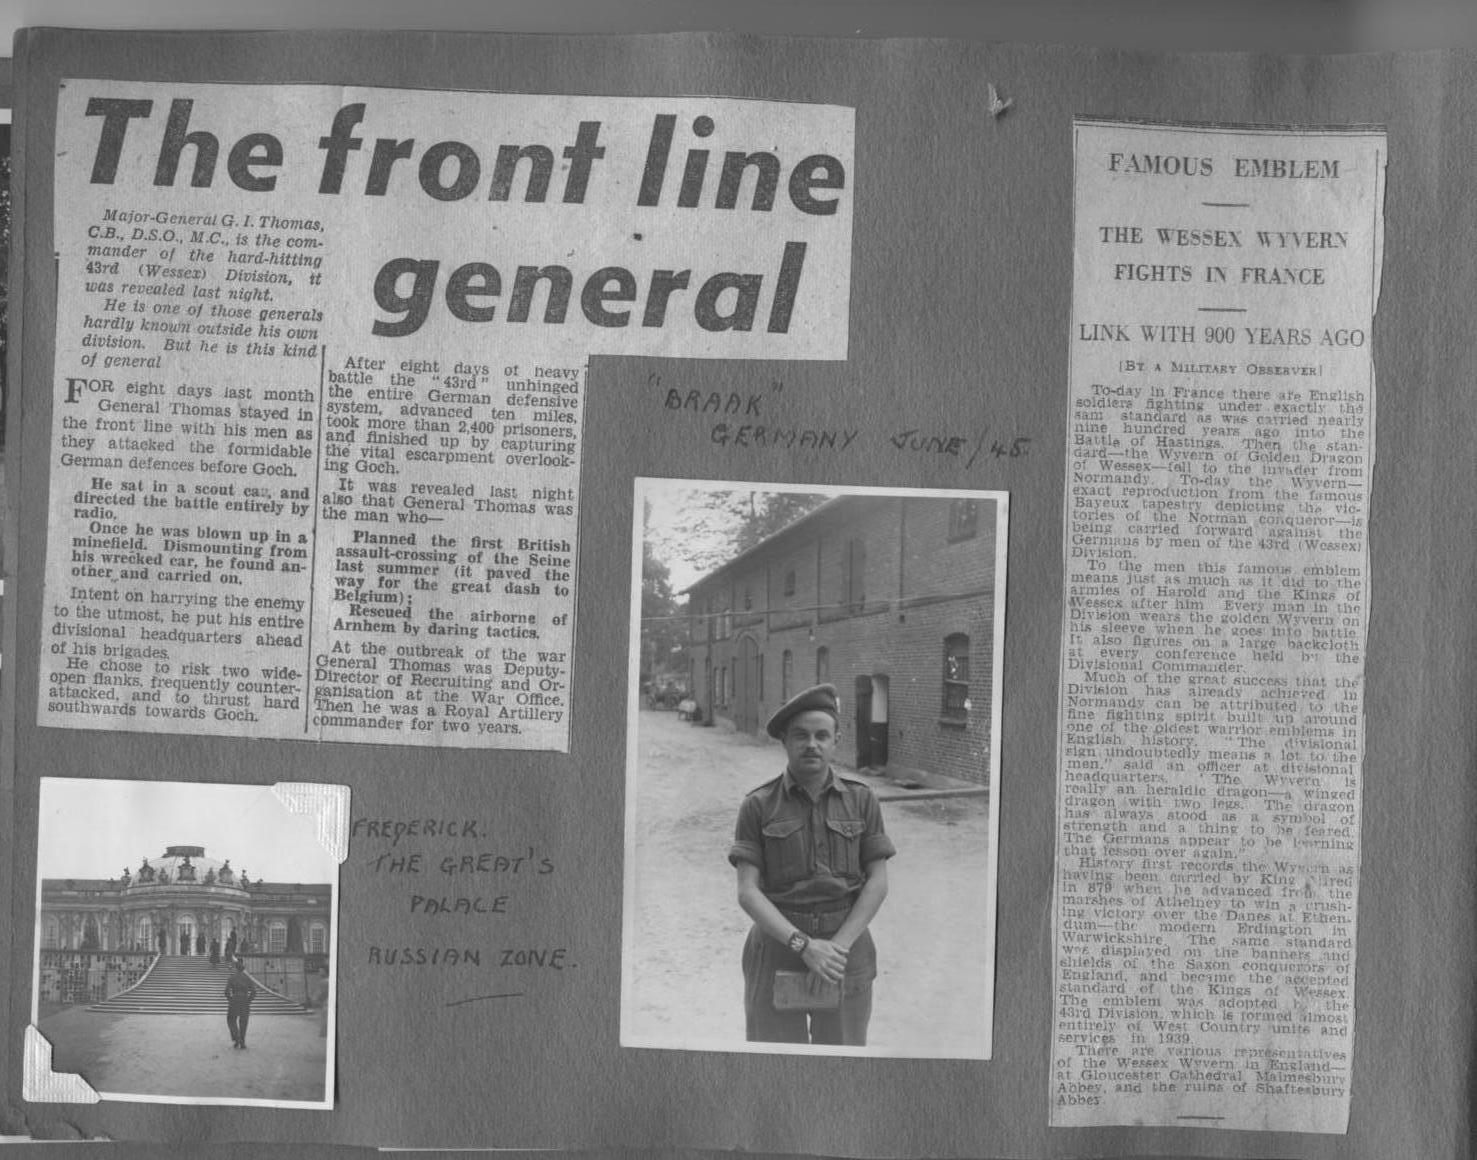 The front line
general
Major-General G. I. Thomas,
C.B., D.S.O., M.C., is the com-
mander of the hard-hitting
43rd (Wessex) Division, it
was revealed last night.
He is one of those generals
hardly known outside his own
division. But he is this kind
of general
FOR eight days last month
General Thomas stayed in
the front line with his men as
they attacked the formidable
German defences before Goch.
He sat in a scout car, and
directed the battle entirely by
radio.
Once he was blown up in a
minefield. Dismounting from
his wrecked car, he found an-
other and carried on.
Intent on harrying the enemy
to the utmost, he put his entire
divisional headquarters ahead
of his brigades.
He chose to risk two wide-
open flanks, frequently counter-
attacked, and to thrust hard
southwards towards Goch.
After eight days of heavy
battle the "43rd" unhinged
the entire German defensive
system, advanced ten miles,
took more than 2,400 prisoners,
and finished up by capturing
the vital escarpment overlook-
ing Goch.
It was revealed last night
also that General Thomas was
the man who—
Planned the first British
assault-crossing of the Seine
last summer (it paved the
way for the great dash to
Belgium);
Rescued the airborne of
Arnhem by daring tactics.
At the outbreak of the war
General Thomas was Deputy-
Director of Recruiting and Or-
ganisation at the War Office.
Then he was a Royal Artillery
commander for two years.
"BRAAK"
GERMANY JUNE/45
FREDERICK.
THE GREAT'S
PALACE
RUSSIAN ZONE.
FAMOUS EMBLEM
THE WESSEX WYVERN
FIGHTS IN FRANCE
LINK WITH 900 YEARS AGO
[BY A MILITARY OBSERVER]
To-day in France there are English
soldiers fighting under exactly the
sam standard as was carried nearly
nine hundred years ago into the
Battle of Hastings. Then the stan-
dard—the Wyvern of Golden Dragon
of Wessex—fell to the invader from
Normandy. To-day the Wyvern—
exact reproduction from the famous
Bayeux tapestry depicting the vic-
tories of the Norman conqueror—is
being carried forward against the
Germans by men of the 43rd (Wessex)
Division.
To the men this famous emblem
means just as much as it did to the
armies of Harold and the Kings of
Wessex after him Every man in the
Division wears the golden Wyvern on
his sleeve when he goes into battle.
It also figures on a large backcloth
at every conference held by the
Divisional Commander.
Much of the great success that the
Division has already achieved in
Normandy can be attributed to the
fine fighting spirit built up around
one of the oldest warrior emblems in
English history. "The divisional
sign undoubtedly means a lot to the
men," said an officer at divisional
headquarters. "The Wyvern is
really an heraldic dragon—a winged
dragon with two legs. The dragon
has always stood as a symbol of
strength and a thing to be feared.
The Germans appear to be learning
that lesson over again."
History first records the Wyvern as
having been carried by King Alfred
in 879 when he advanced from the
marshes of Athelney to win a crush-
ing victory over the Danes at Ethen-
dum—the modern Erdington in
Warwickshire. The same standard
was displayed on the banners and
shields of the Saxon conquerors of
England, and became the accepted
standard of the Kings of Wessex.
The emblem was adopted by the
43rd Division, which is formed almost
entirely of West Country units and
services in 1939.
There are various representatives
of the Wessex Wyvern in England—
at Gloucester Cathedral Malmesbury
Abbey, and the ruins of Shaftesbury
Abbey.